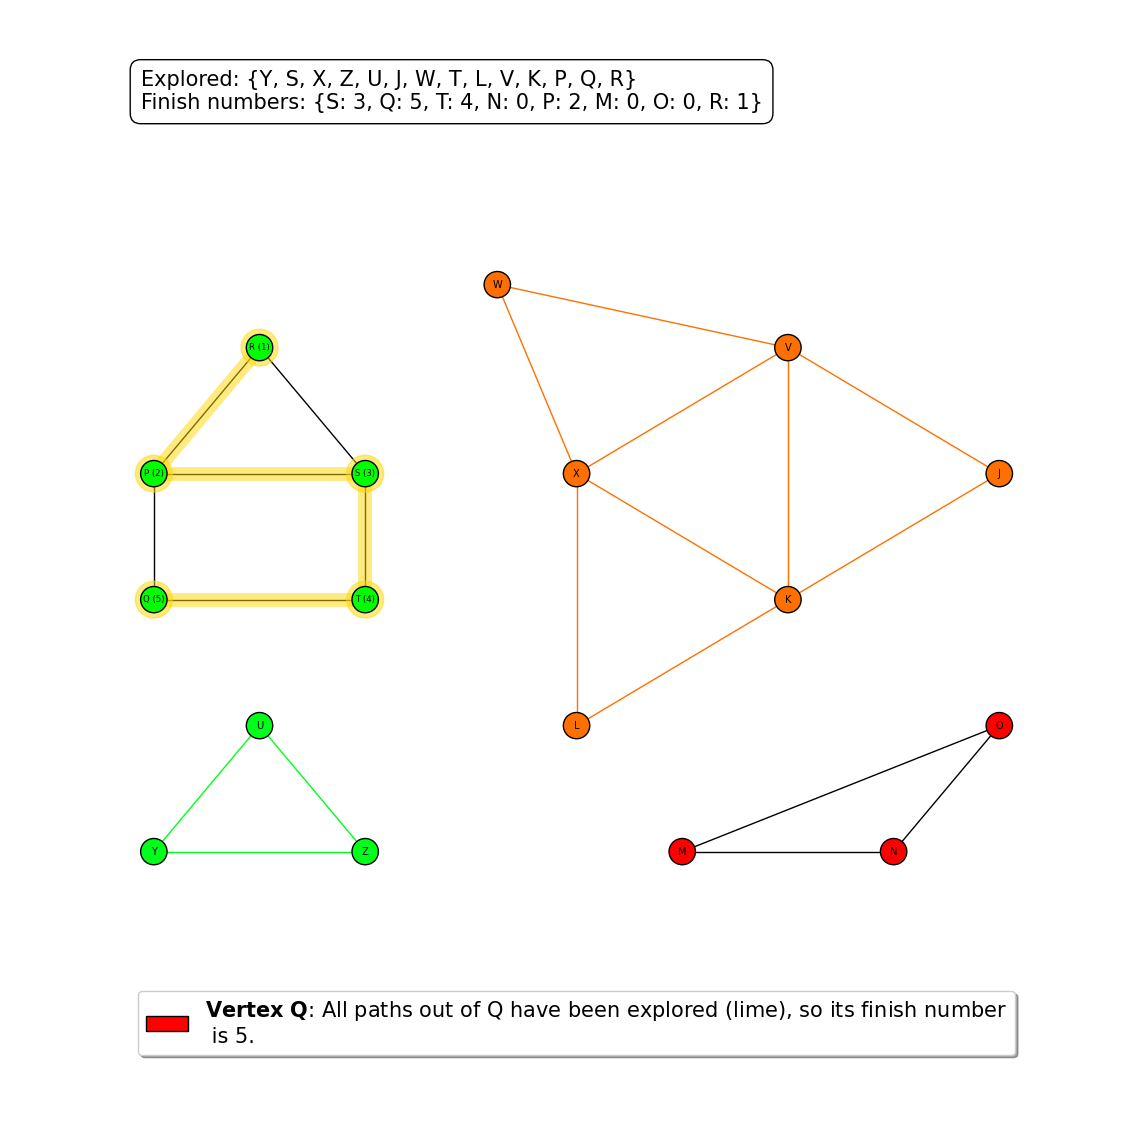 Explored: {Y, S, X, Z, U, J, W, T, L, V, K, P, Q, R}
Finish numbers: {S: 3, Q: 5, T: 4, N: 0, P: 2, M: 0, O: 0, R: 1}
W
R (1)
V
P (2)
S (3)
X
J
Q (5)
T (4)
K
U
L
O
Y
Z
M
N
Vertex Q: All paths out of Q have been explored (lime), so its finish number
is 5.